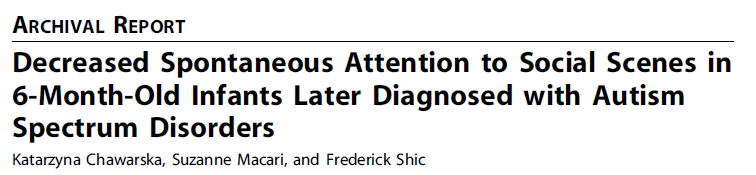 ARCHIVAL REPORT
Decreased Spontaneous Attention to Social Scenes in
6-Month-Old Infants Later Diagnosed with Autism
Spectrum Disorders
Katarzyna Chawarska, Suzanne Macari, and Frederick Shic